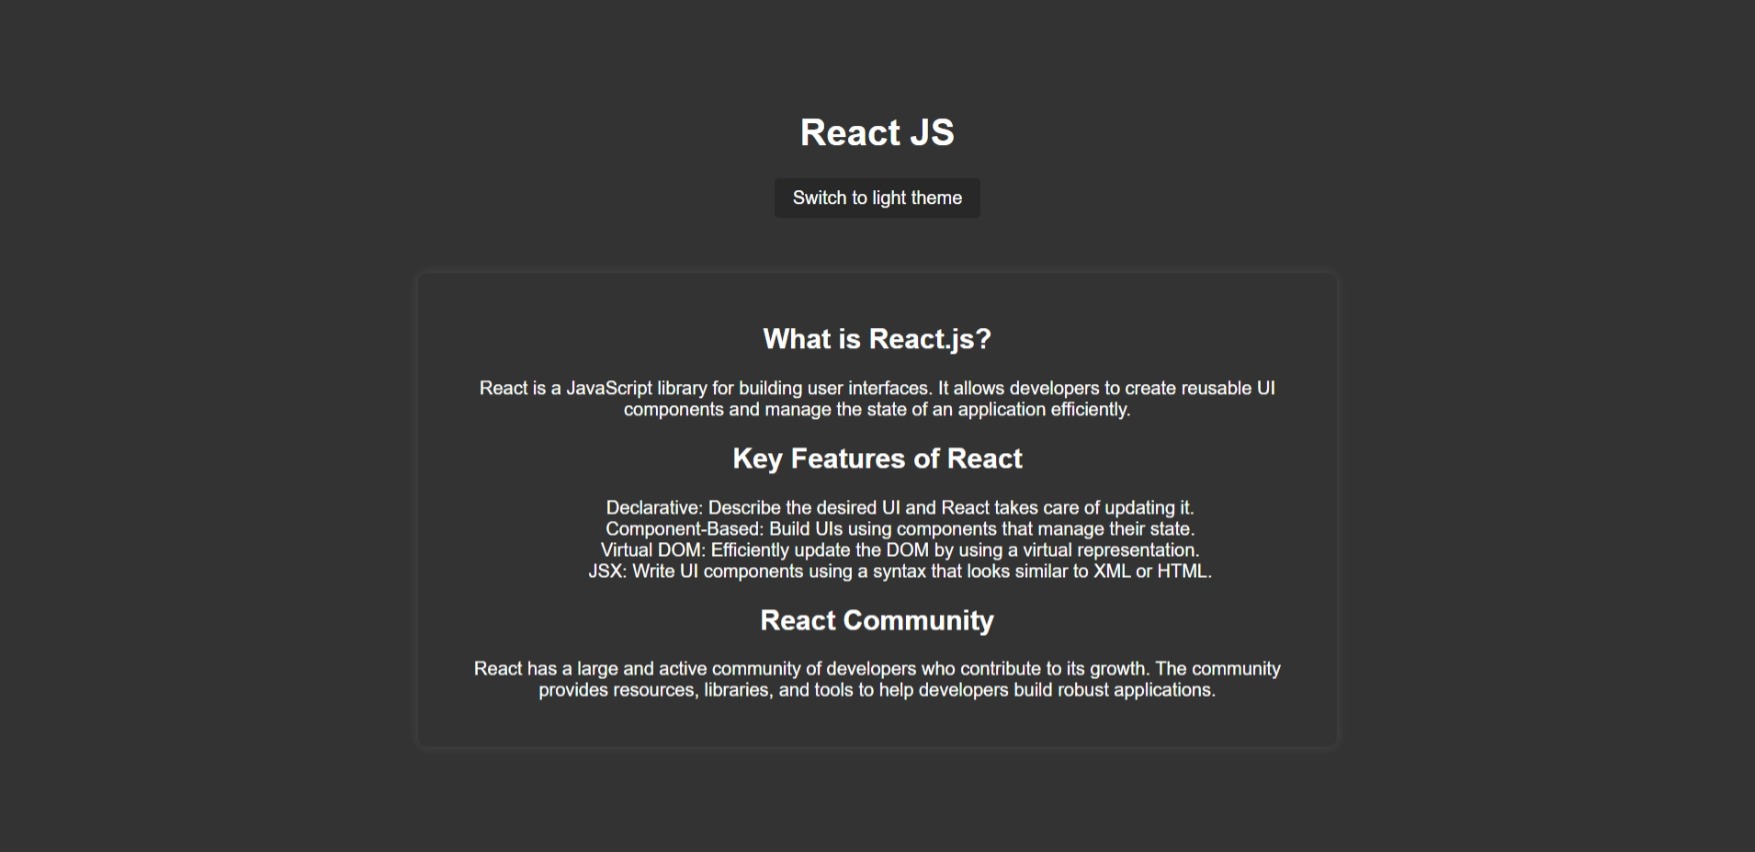 React JS
Switch to light theme
What is React.js?
React is a JavaScript library for building user interfaces. It allows developers to create reusable UI
components and manage the state of an application efficiently.
Key Features of React
Declarative: Describe the desired UI and React takes care of updating it.
Component-Based: Build UIs using components that manage their state.
Virtual DOM: Efficiently update the DOM by using a virtual representation.
JSX: Write UI components using a syntax that looks similar to XML or HTML.
React Community
React has a large and active community of developers who contribute to its growth. The community
provides resources, libraries, and tools to help developers build robust applications.